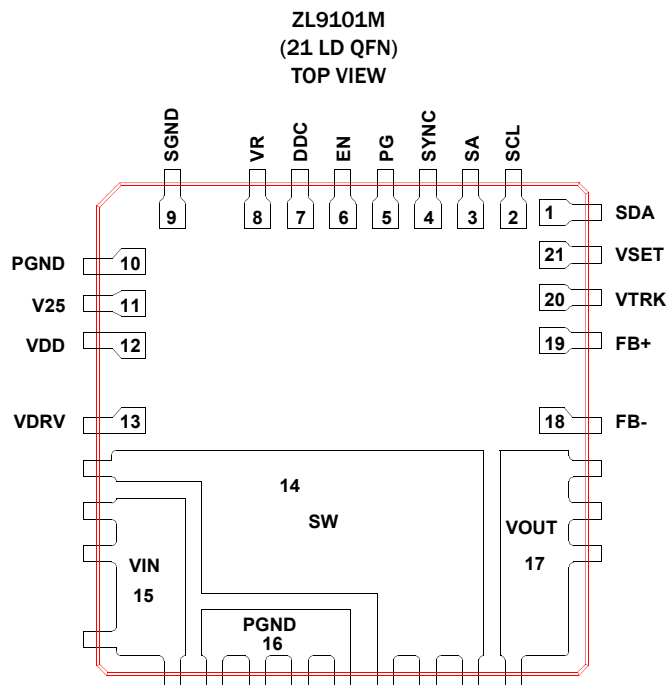 ZL9101M
(21 LD QFN)
TOP VIEW
SGND
VR
DDC
EN
PG
SYNC
SA
SCL
9
8
7
6
5
4
3
2
1
SDA
PGND
10
21
VSET
V25
11
20
VTRK
VDD
12
19
FB+
VDRV
13
18
FB-
14
SW
VOUT
17
VIN
15
PGND
16